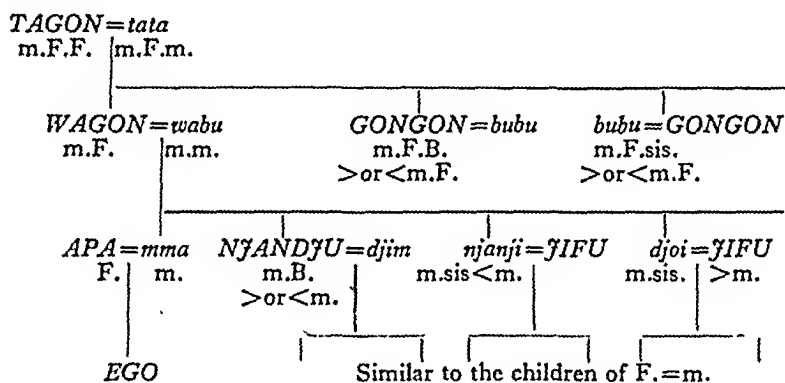 TAGON=tata
m.F.F. m.F.m.
WAGON=wabu GONGON=bubu bubu=GONGON
m.F. m.m. m.F.B. m.F.sis.
>or<m.F. >or<m.F.
APA=mma NJANDJU=djim njanji=JIFU djoi=JIFU
F. m. m.B. m.sis<m. m.sis. >m.
>or<m.
EGO Similar to the children of F.=m.